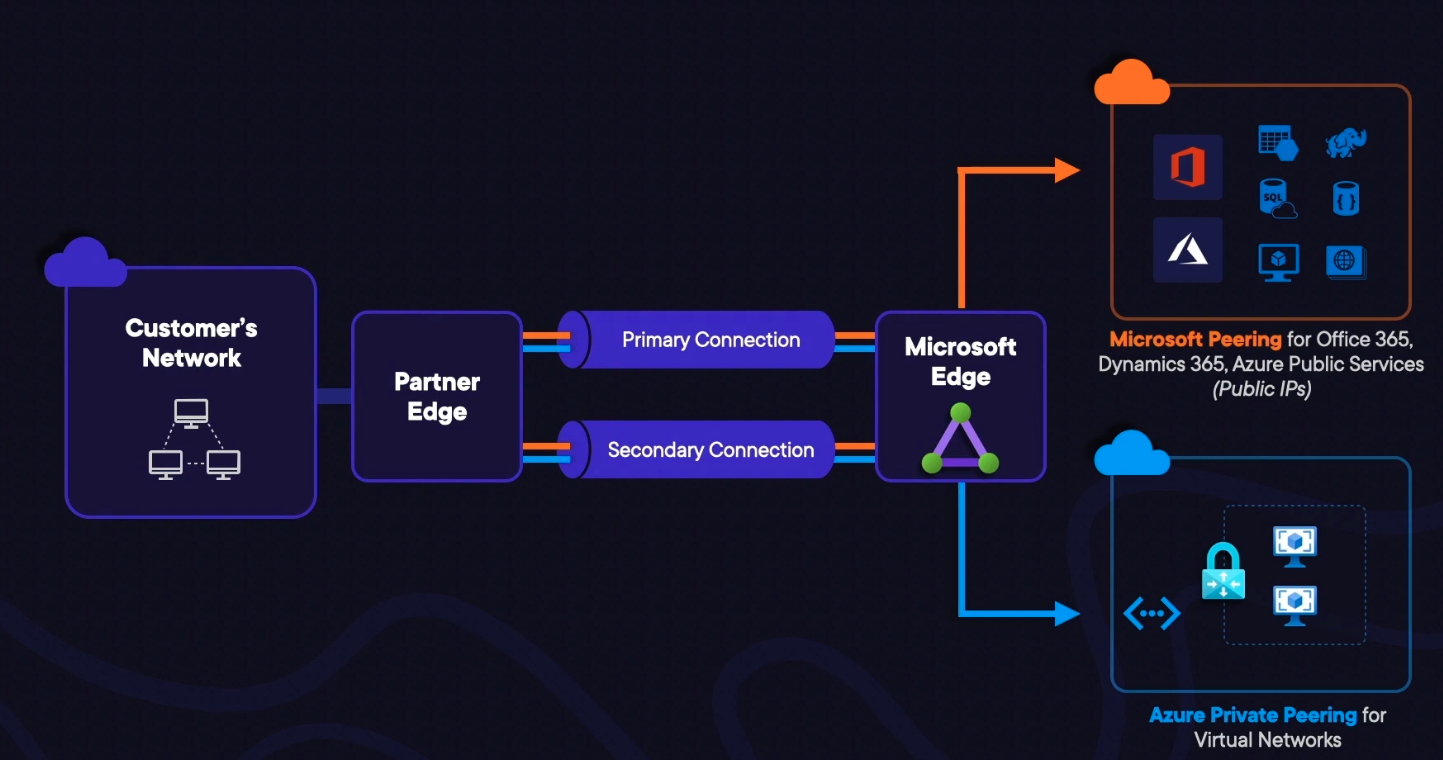 Customer's
Network
Partner
Edge
Primary Connection
Secondary Connection
Microsoft
Edge
SQL
Microsoft Peering for Office 365,
Dynamics 365, Azure Public Services
(Public IPs)
Azure Private Peering for
Virtual Networks